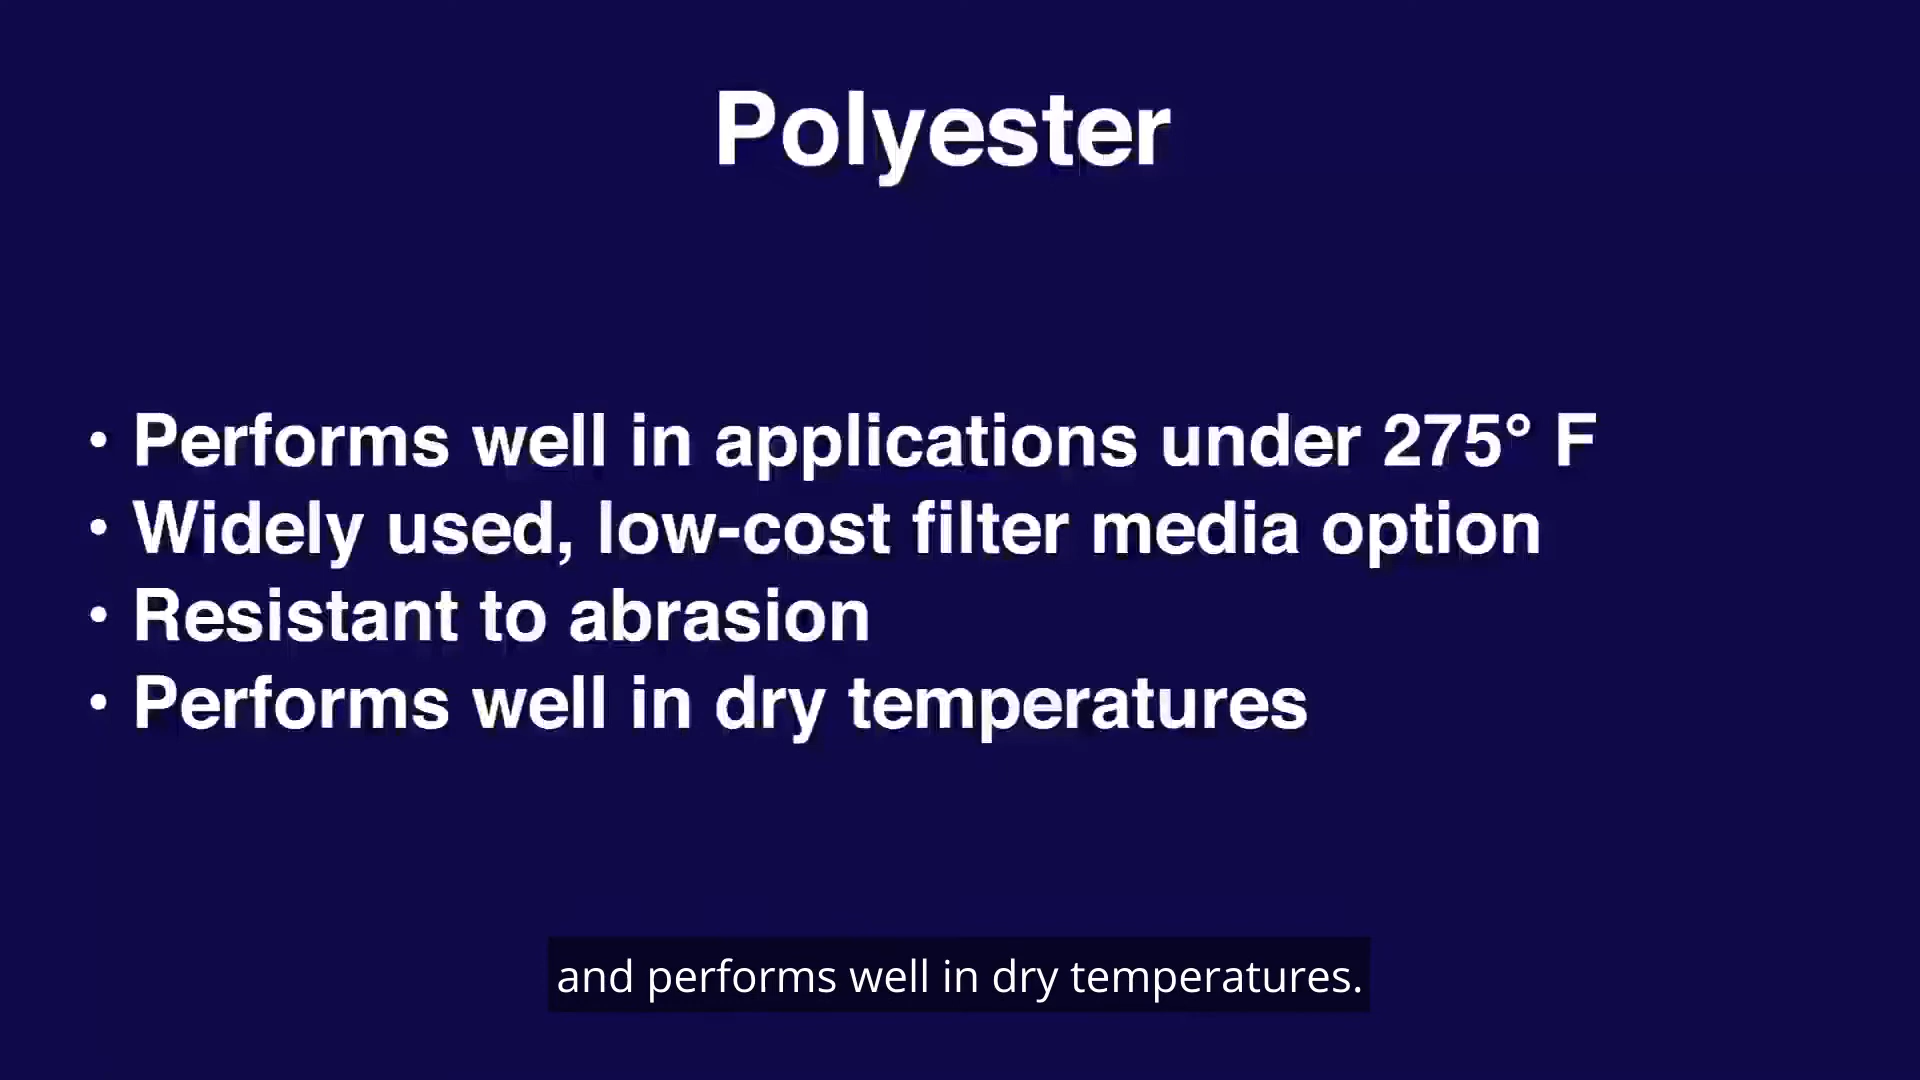 Polyester
• Performs well in applications under 275° F
• Widely used, low-cost filter media option
• Resistant to abrasion
• Performs well in dry temperatures
and performs well in dry temperatures.